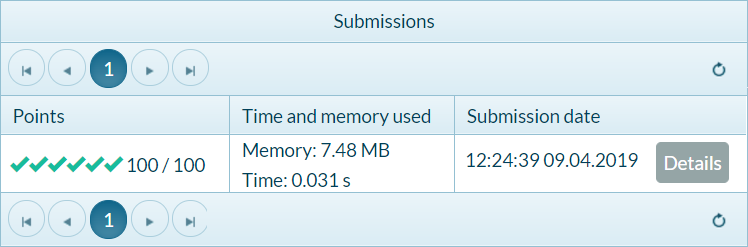 Submissions
1
Points Time and memory used Submission date
100 / 100 Memory: 7.48 MB 12:24:39 09.04.2019 Details
Time: 0.031 s
1